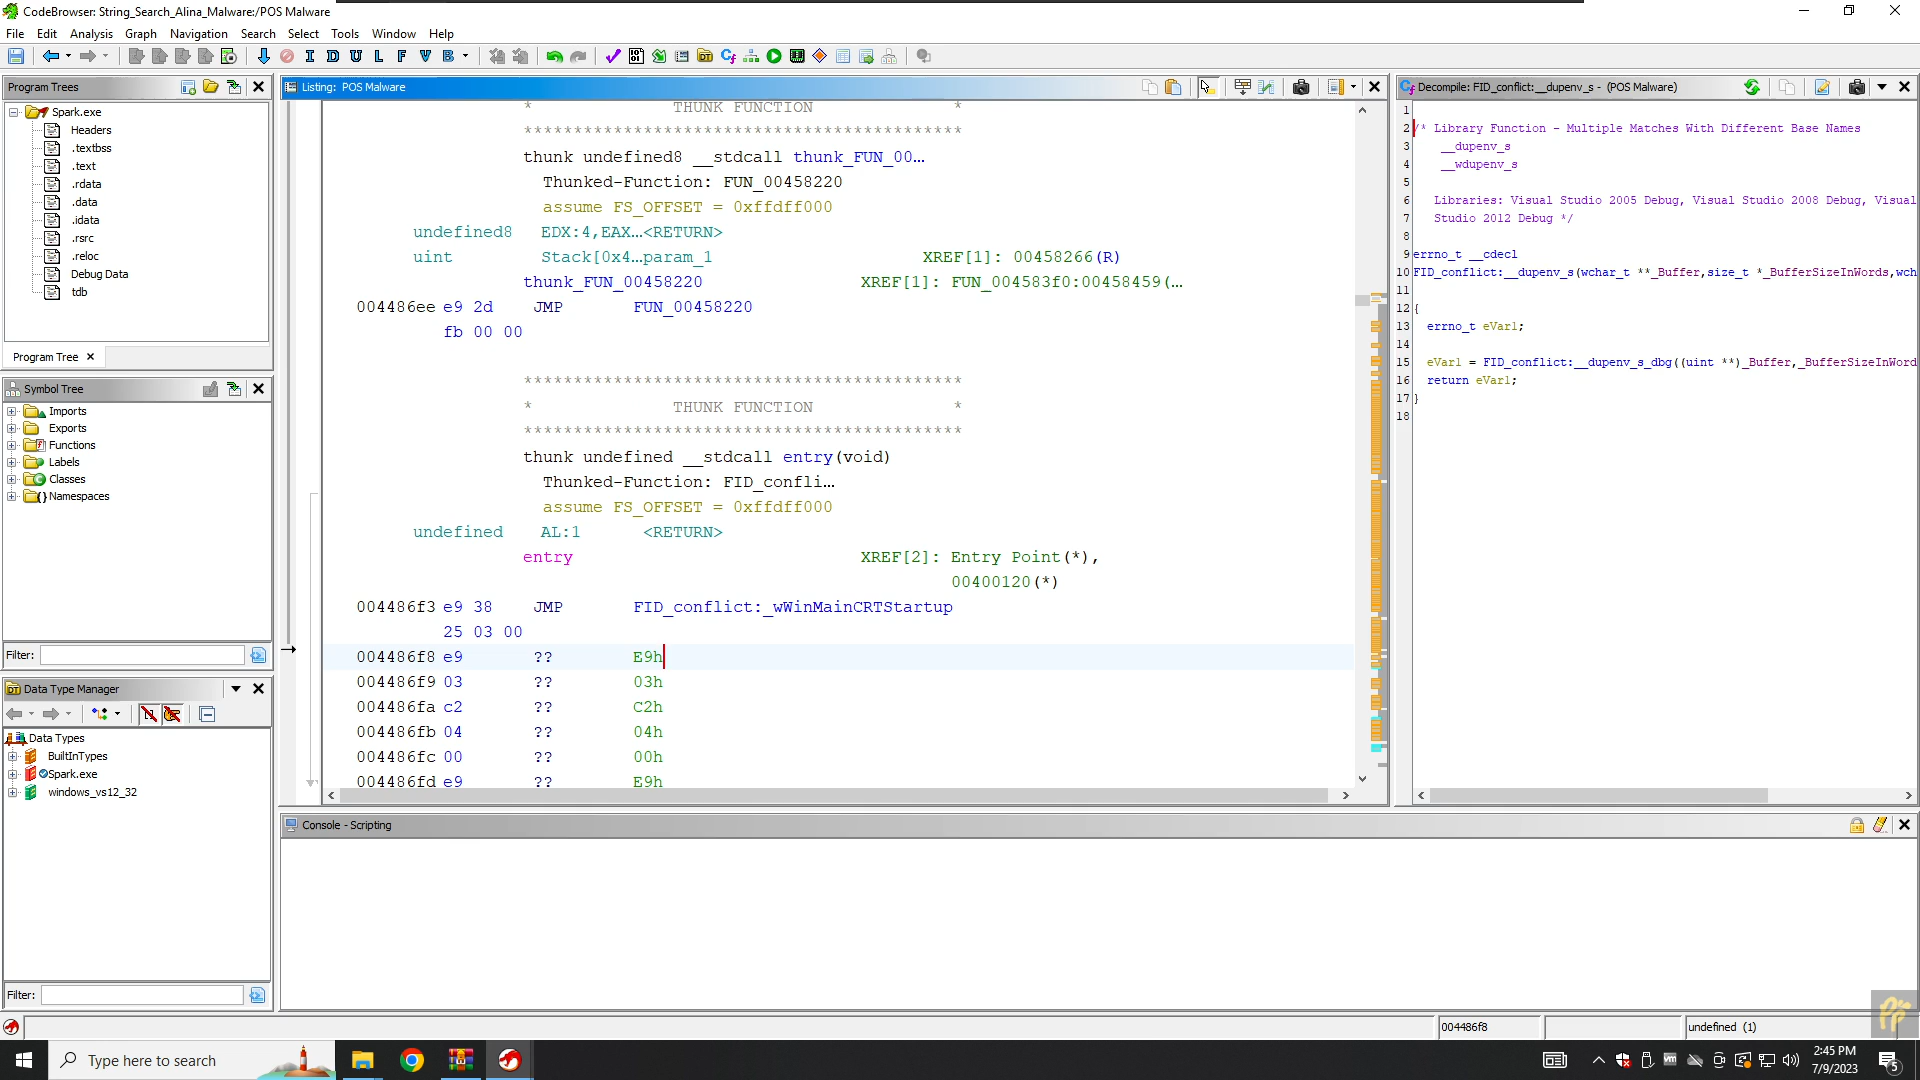 CodeBrowser: String_Search_Alina_Malware:/POS Malware
File Edit Analysis Graph Navigation Search Select Tools Window Help
I D U L F V B
Program Trees
Spark.exe
Headers
.textbss
.text
.rdata
.data
.idata
.rsrc
.reloc
Debug Data
tdb
Program Tree
Symbol Tree
Imports
Exports
Functions
Labels
Classes
Namespaces
Filter:
Data Type Manager
Data Types
BuiltInTypes
Spark.exe
windows_vs12_32
Filter:
Listing: POS Malware
* THUNK FUNCTION *
********************************************
thunk undefined8 __stdcall thunk_FUN_00...
Thunked-Function: FUN_00458220
assume FS_OFFSET = 0xffdff000
undefined8 EDX:4,EAX...<RETURN>
uint Stack[0x4...param_1 XREF[1]: 00458266(R)
thunk_FUN_00458220 XREF[1]: FUN_004583f0:00458459(...
004486ee e9 2d JMP FUN_00458220
fb 00 00
********************************************
* THUNK FUNCTION *
********************************************
thunk undefined __stdcall entry(void)
Thunked-Function: FID_confli...
assume FS_OFFSET = 0xffdff000
undefined AL:1 <RETURN>
entry XREF[2]: Entry Point(*),
00400120(*)
004486f3 e9 38 JMP FID_conflict:_wWinMainCRTStartup
25 03 00
004486f8 e9 ?? E9h
004486f9 03 ?? 03h
004486fa c2 ?? C2h
004486fb 04 ?? 04h
004486fc 00 ?? 00h
004486fd e9 ?? E9h
Decompile: FID_conflict:__dupenv_s - (POS Malware)
1
2 /* Library Function - Multiple Matches With Different Base Names
3 __dupenv_s
4 __wdupenv_s
5
6 Libraries: Visual Studio 2005 Debug, Visual Studio 2008 Debug, Visual
7 Studio 2012 Debug */
8
9 errno_t __cdecl
10 FID_conflict:__dupenv_s(wchar_t **_Buffer,size_t *_BufferSizeInWords,wch
11
12 {
13 errno_t eVar1;
14
15 eVar1 = FID_conflict:__dupenv_s_dbg((uint **)_Buffer,_BufferSizeInWord
16 return eVar1;
17 }
18
Console - Scripting
004486f8
undefined (1)
Type here to search
2:45 PM
7/9/2023
5